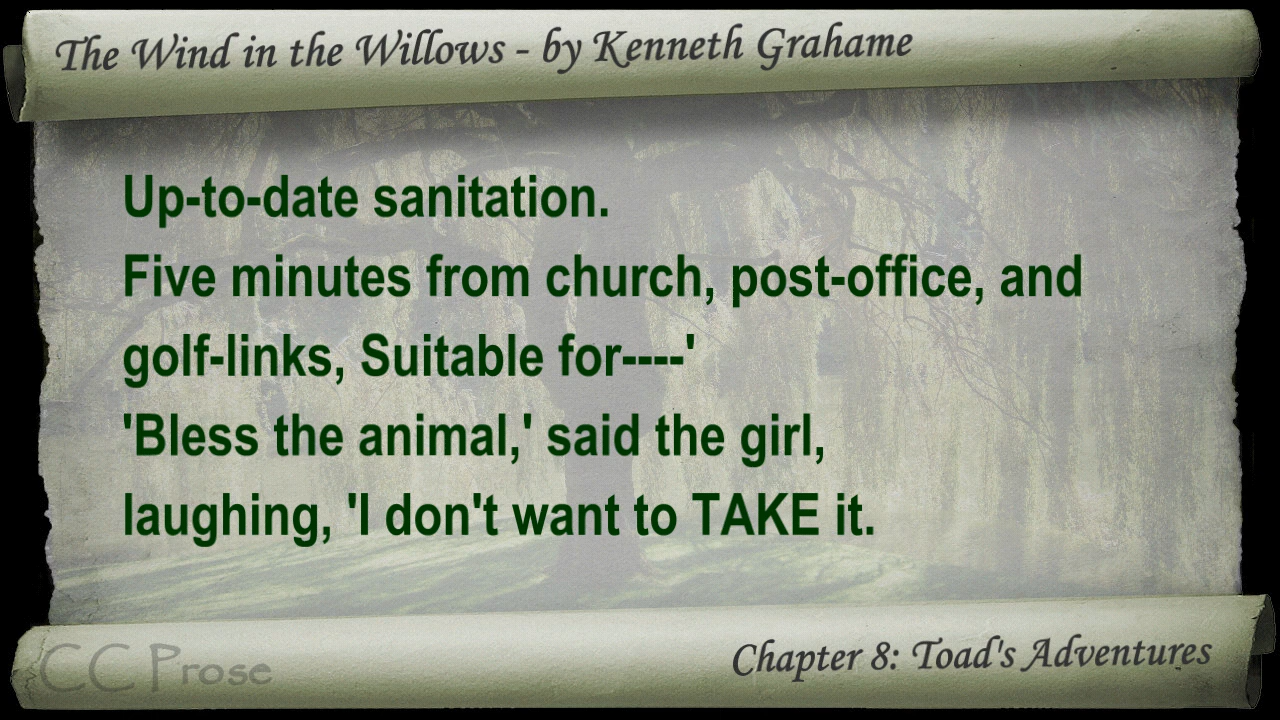 The Wind in the Willows - by Kenneth Grahame
Up-to-date sanitation.
Five minutes from church, post-office, and
golf-links, Suitable for----'
'Bless the animal,' said the girl,
laughing, 'I don't want to TAKE it.
CC Prose
Chapter 8: Toad's Adventures